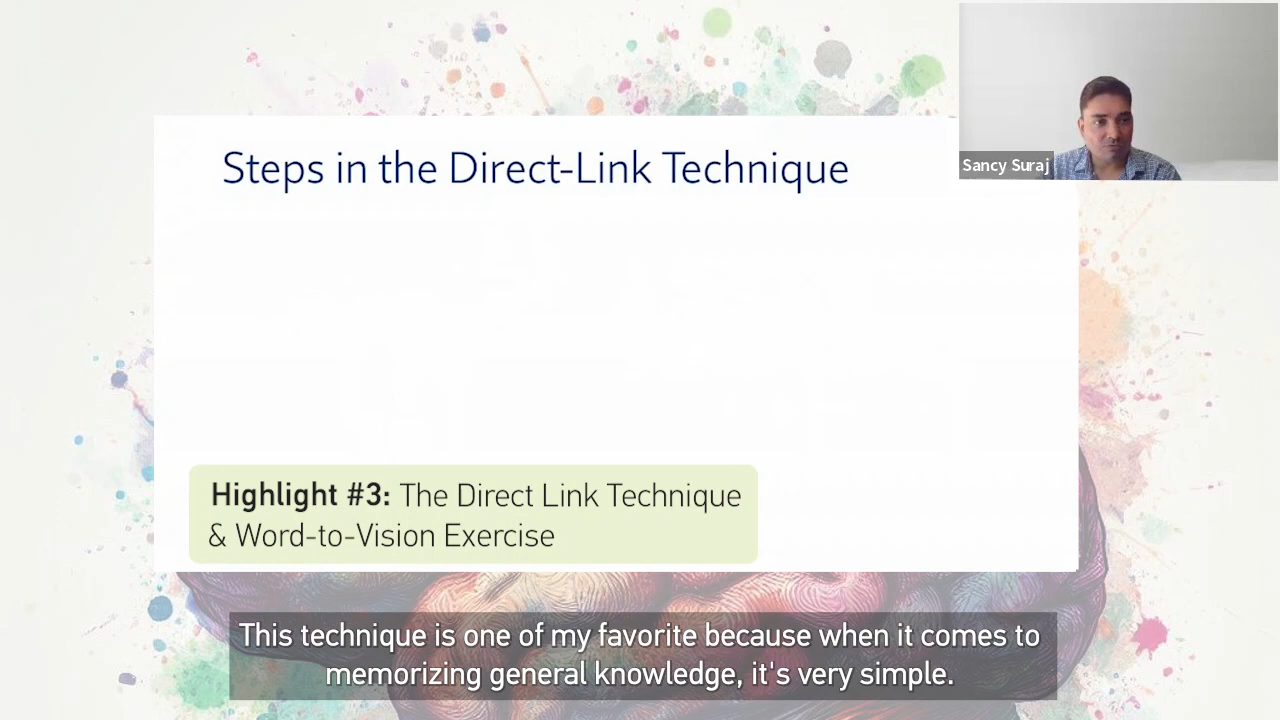 Steps in the Direct-Link Technique
Sancy Suraj
Highlight #3: The Direct Link Technique
& Word-to-Vision Exercise
This technique is one of my favorite because when it comes to
memorizing general knowledge, it's very simple.